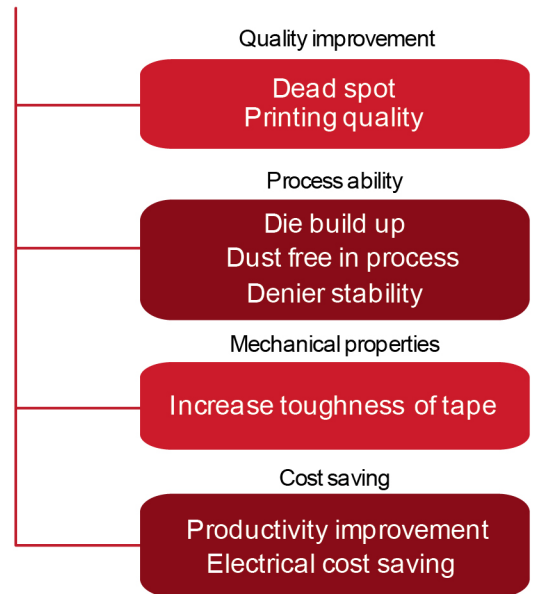 Quality improvement
Dead spot
Printing quality
Process ability
Die build up
Dust free in process
Denier stability
Mechanical properties
Increase toughness of tape
Cost saving
Productivity improvement
Electrical cost saving